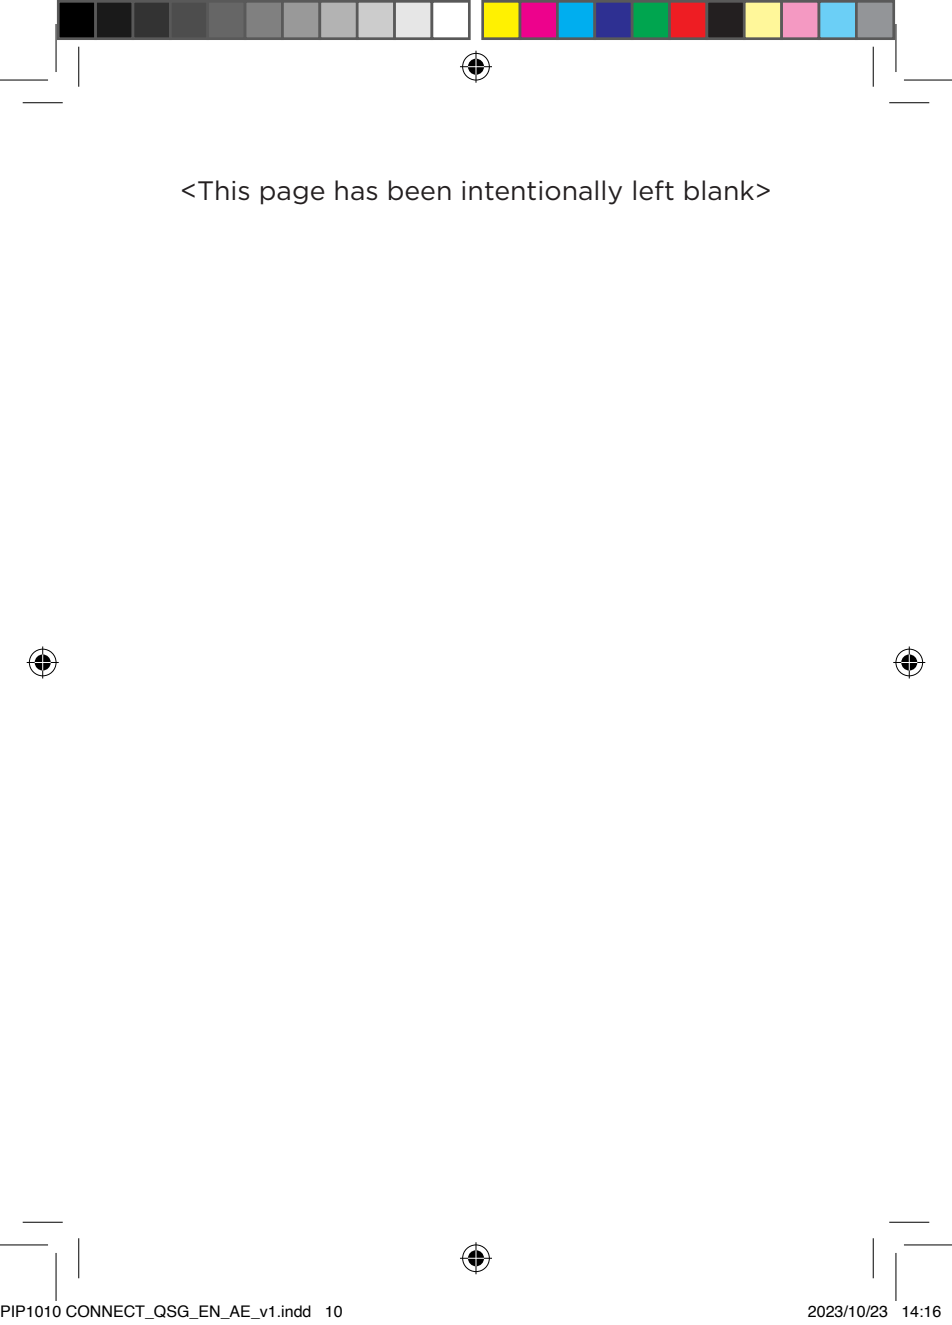 <This page has been intentionally left blank>
PIP1010 CONNECT_QSG_EN_AE_v1.indd   10
2023/10/23   14:16